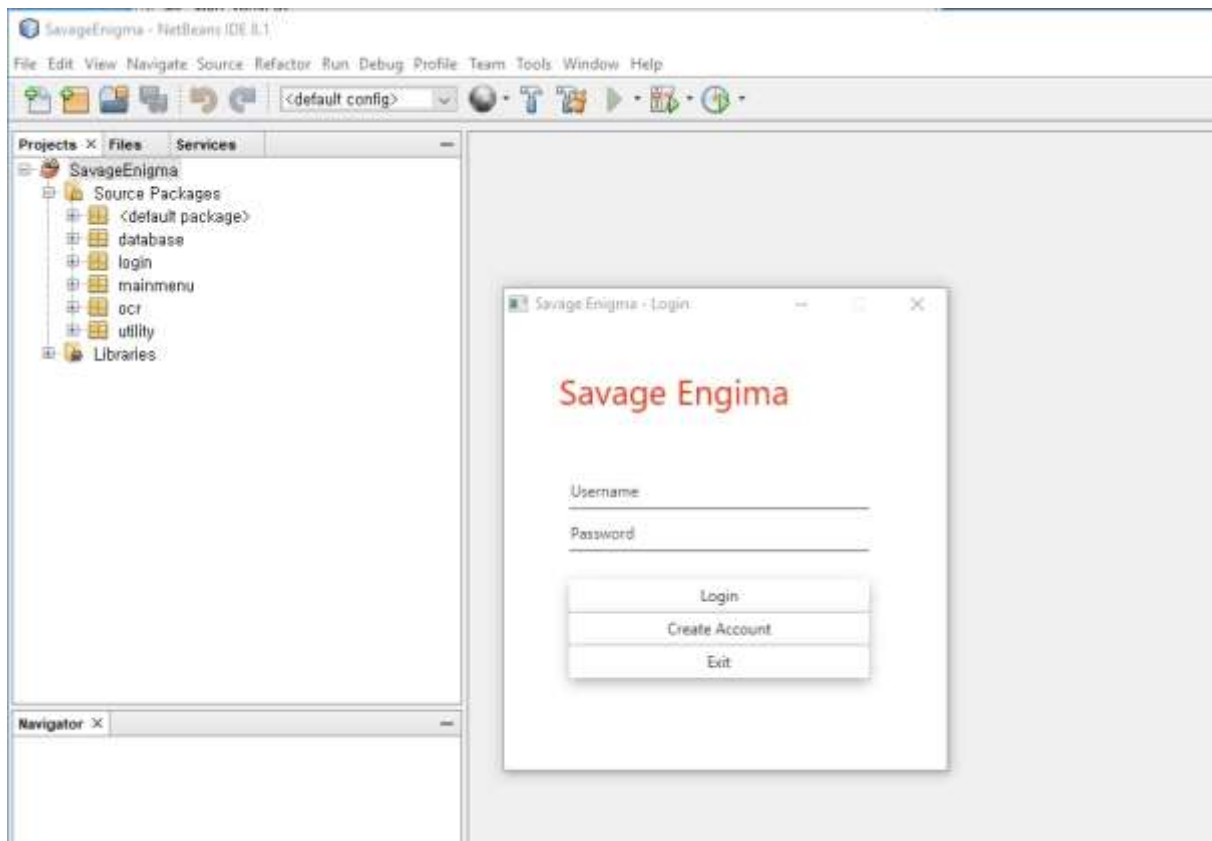 SavageEnigma - NetBeans IDE 8.1
File Edit View Navigate Source Refactor Run Debug Profile Team Tools Window Help
<default config>
Projects Files Services
SavageEnigma
Source Packages
<default package>
database
login
mainmenu
ocr
utility
Libraries
Navigator
Savage Enigma - Login
Savage Engima
Username
Password
Login
Create Account
Exit